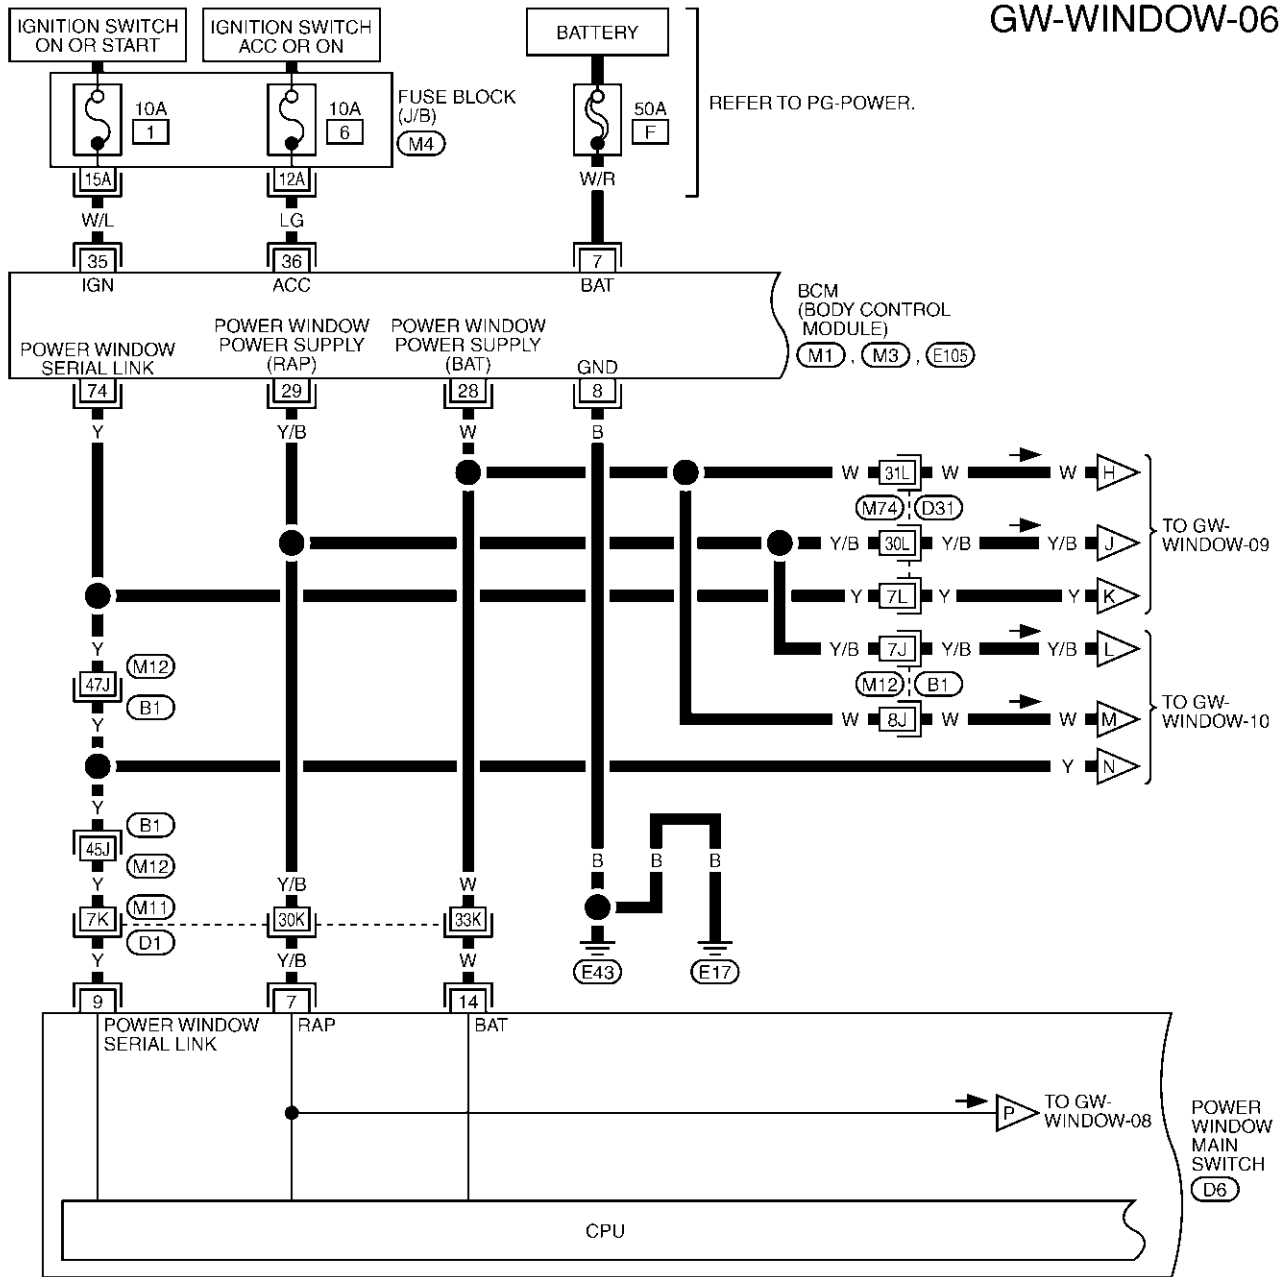 GW-WINDOW-06
IGNITION SWITCH
ON OR START
IGNITION SWITCH
ACC OR ON
BATTERY
10A
1
10A
6
FUSE BLOCK
(J/B)
M4
50A
F
REFER TO PG-POWER.
15A
12A
W/R
W/L
LG
35
36
7
IGN
ACC
BAT
BCM
(BODY CONTROL
MODULE)
M1 , M3 , E105
POWER WINDOW
SERIAL LINK
POWER WINDOW
POWER SUPPLY
(RAP)
POWER WINDOW
POWER SUPPLY
(BAT)
GND
74
29
28
8
Y
Y/B
W
B
W
31L
W
W
H
M74
D31
Y/B
30L
Y/B
Y/B
J
TO GW-
WINDOW-09
Y
7L
Y
Y
K
Y
Y/B
7J
Y/B
Y/B
L
M12
47J
B1
M12
B1
Y
W
8J
W
W
M
TO GW-
WINDOW-10
Y
N
Y
B1
45J
M12
B
B
B
Y
Y/B
W
M11
7K
30K
33K
D1
Y
Y/B
W
E43
E17
9
7
14
POWER WINDOW
SERIAL LINK
RAP
BAT
P
TO GW-
WINDOW-08
POWER
WINDOW
MAIN
SWITCH
D6
CPU